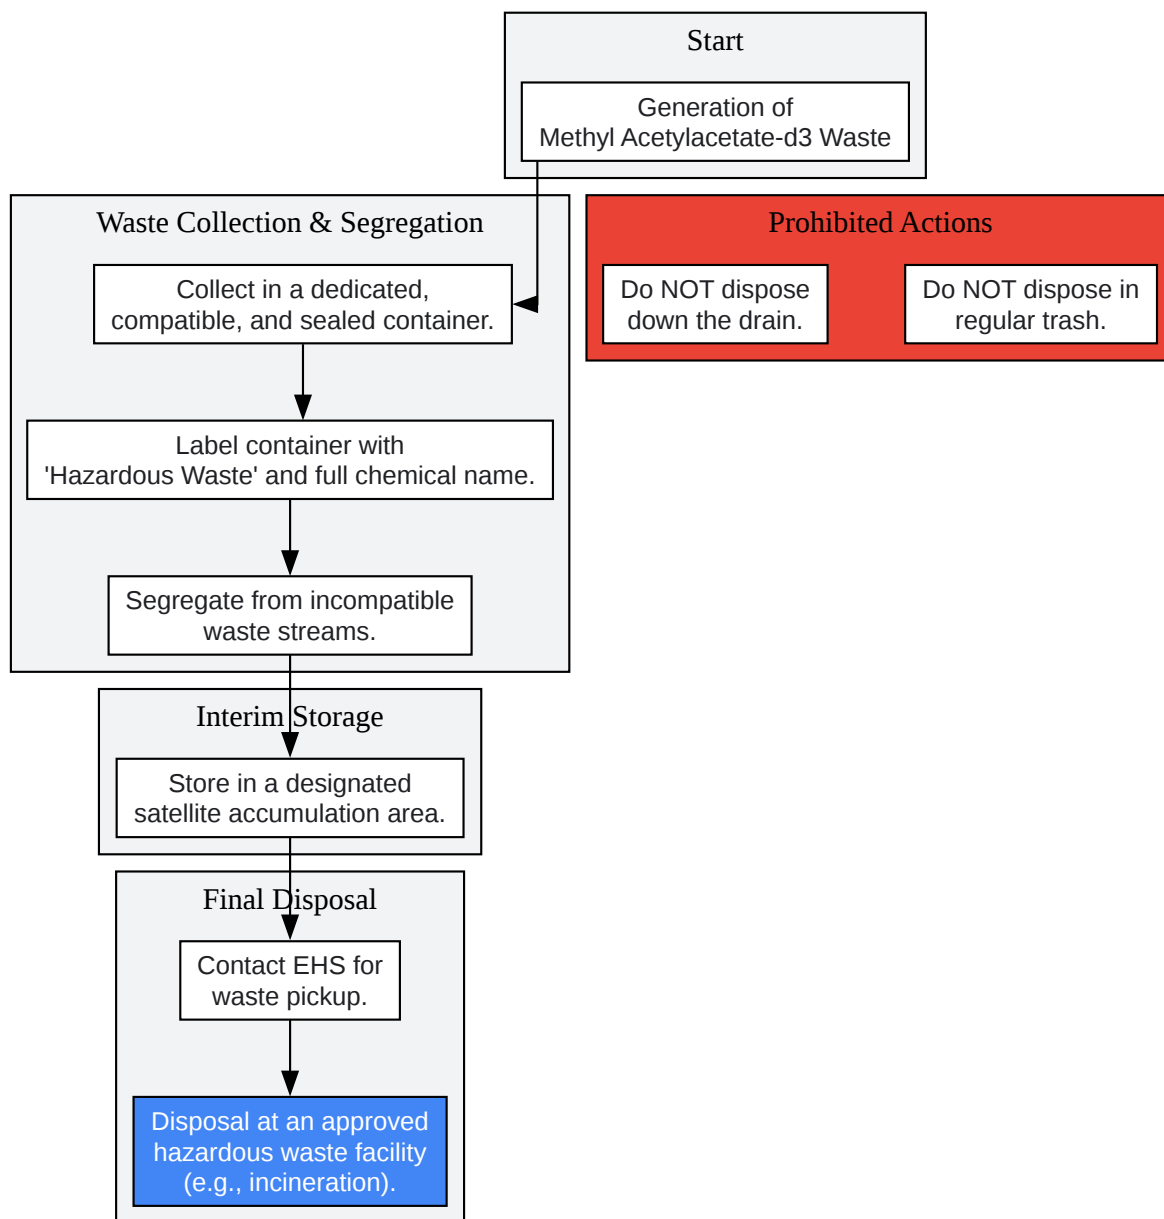 Start
Generation of
Methyl Acetylacetate-d3 Waste
Waste Collection & Segregation
Collect in a dedicated,
compatible, and sealed container.
Label container with
'Hazardous Waste' and full chemical name.
Segregate from incompatible
waste streams.
Prohibited Actions
Do NOT dispose
down the drain.
Do NOT dispose in
regular trash.
Interim Storage
Store in a designated
satellite accumulation area.
Final Disposal
Contact EHS for
waste pickup.
Disposal at an approved
hazardous waste facility
(e.g., incineration).